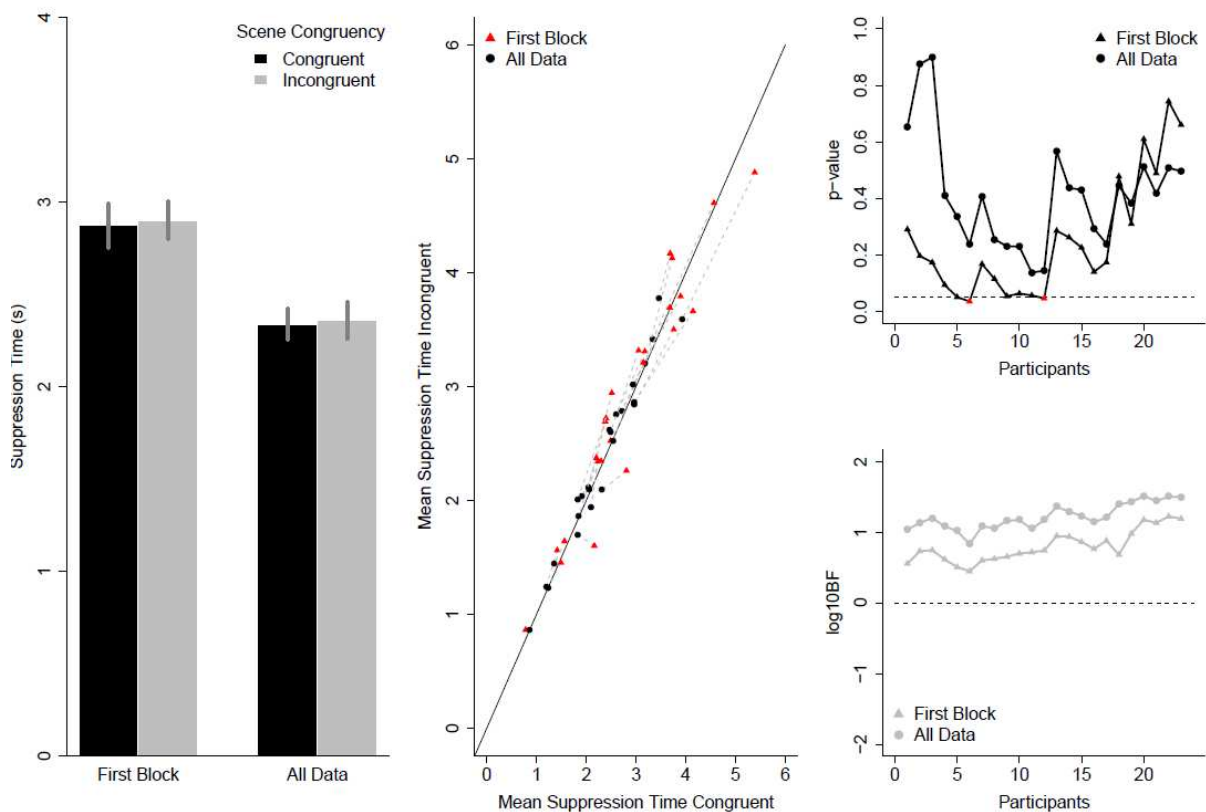 Suppression Time (s)
4
3
2
1
0
Scene Congruency
Congruent
Incongruent
First Block
All Data
Mean Suppression Time Incongruent
6
5
4
3
2
1
0
First Block
All Data
0 1 2 3 4 5 6
Mean Suppression Time Congruent
p−value
1.0
0.8
0.6
0.4
0.2
0.0
First Block
All Data
0 5 10 15 20
Participants
log10BF
2
1
0
−1
−2
First Block
All Data
0 5 10 15 20
Participants